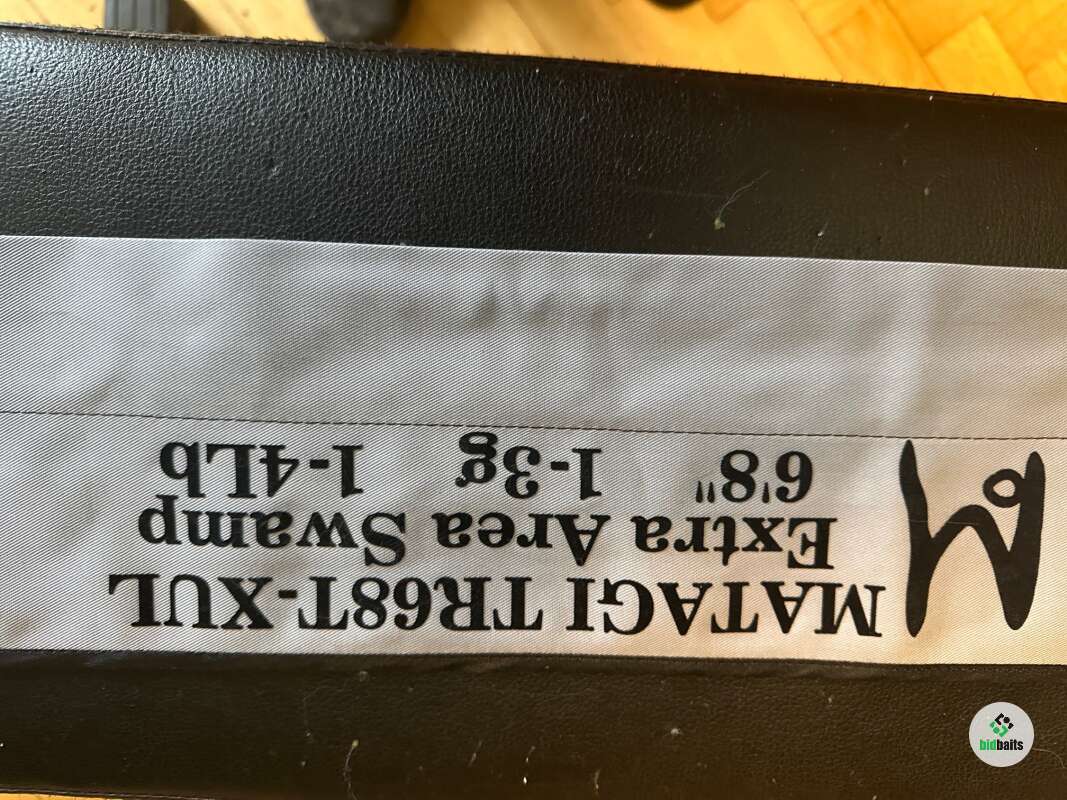 MATAGI TR68T-XUL
Extra Area Swamp
6'8" 1-3g 1-4Lb
bidbaits